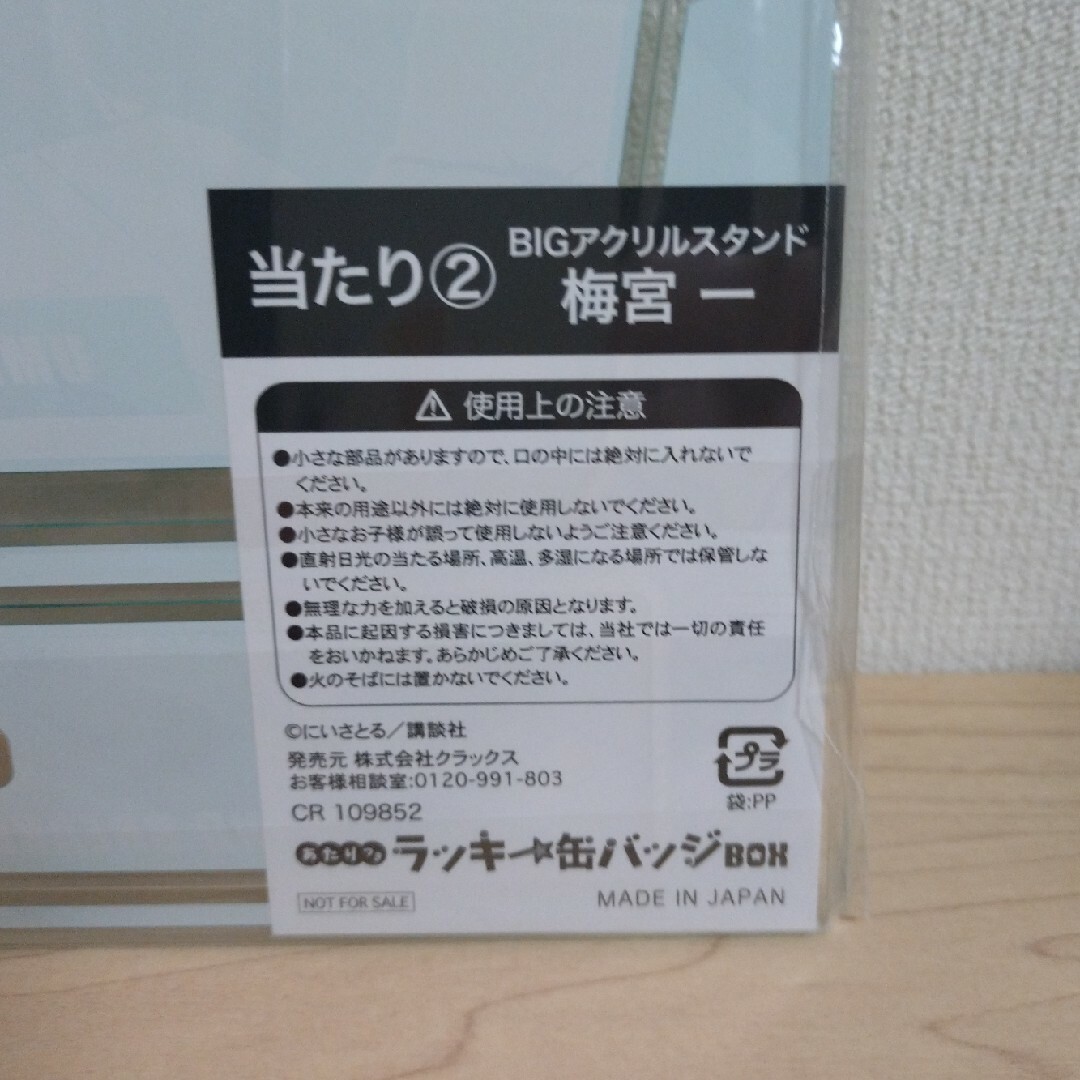 当たり② BIGアクリルスタンド
梅宮 一
⚠ 使用上の注意
●小さな部品がありますので、口の中には絶対に入れないで
ください。
●本来の用途以外には絶対に使用しないでください。
●小さなお子様が誤って使用しないようご注意ください。
●直射日光の当たる場所、高温、多湿になる場所では保管しな
いでください。
●無理な力を加えると破損の原因となります。
●本品に起因する損害につきましては、当社では一切の責任
をおいかねます。あらかじめご了承ください。
●火のそばには置かないでください。
©にいさとる／講談社
発売元 株式会社クラックス
お客様相談室:0120-991-803
CR 109852
プラ
袋:PP
あたりつき ラッキー☆缶バッジBOX
NOT FOR SALE
MADE IN JAPAN